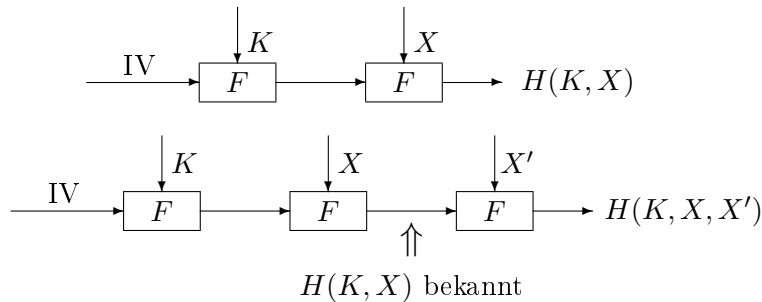 K X
IV F F H(K, X)
K X X′
IV F F F H(K, X, X′)
⇑
H(K, X) bekannt